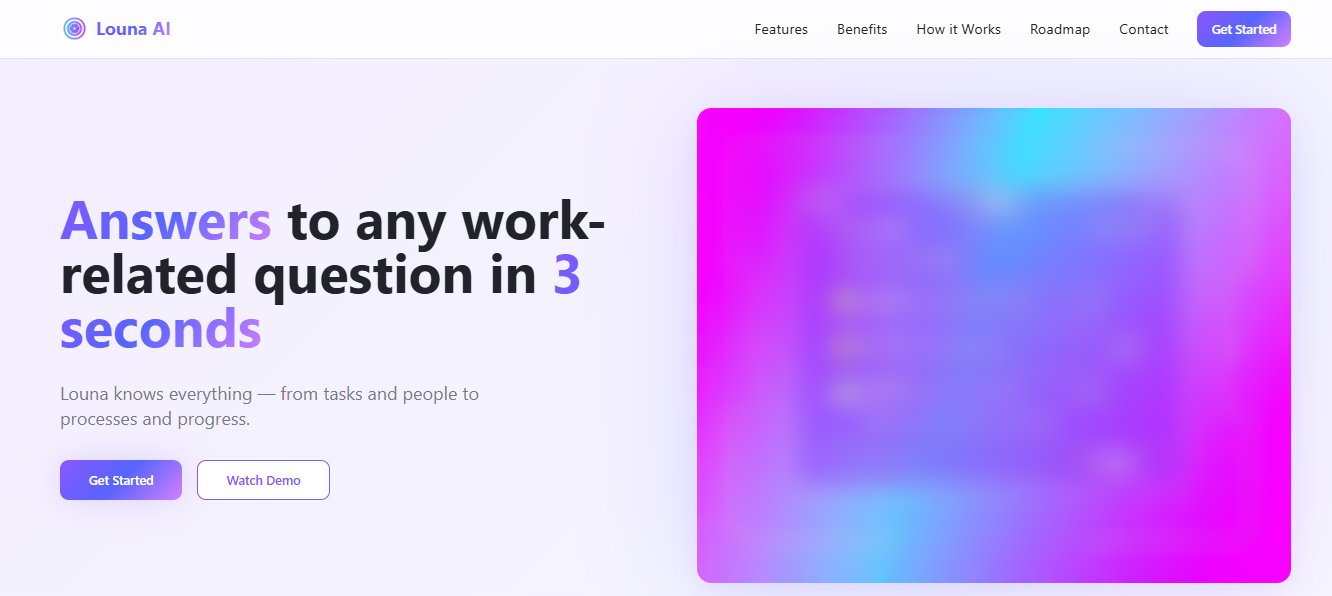 Louna AI
Features
Benefits
How it Works
Roadmap
Contact
Get Started
Answers to any work-
related question in 3
seconds
Louna knows everything — from tasks and people to
processes and progress.
Get Started
Watch Demo